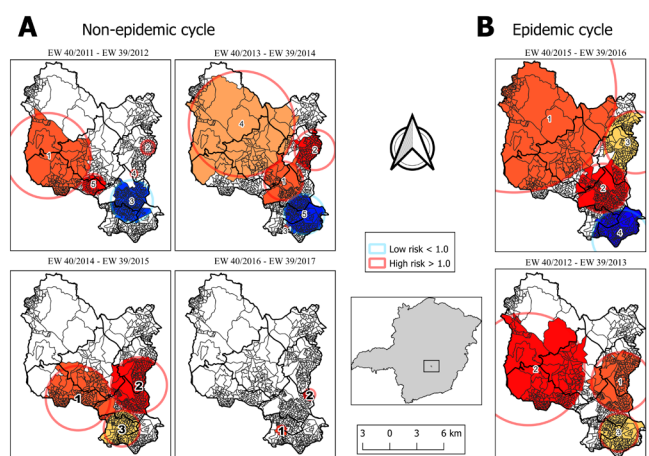 A Non-epidemic cycle
B Epidemic cycle
EW 40/2011 - EW 39/2012
EW 40/2013 - EW 39/2014
EW 40/2015 - EW 39/2016
1
2
3
5
4
2
5
1
3
2
4
Low risk < 1.0
High risk > 1.0
EW 40/2014 - EW 39/2015
EW 40/2016 - EW 39/2017
EW 40/2012 - EW 39/2013
1
2
3
2
1
2
1
3
3 0 3 6 km